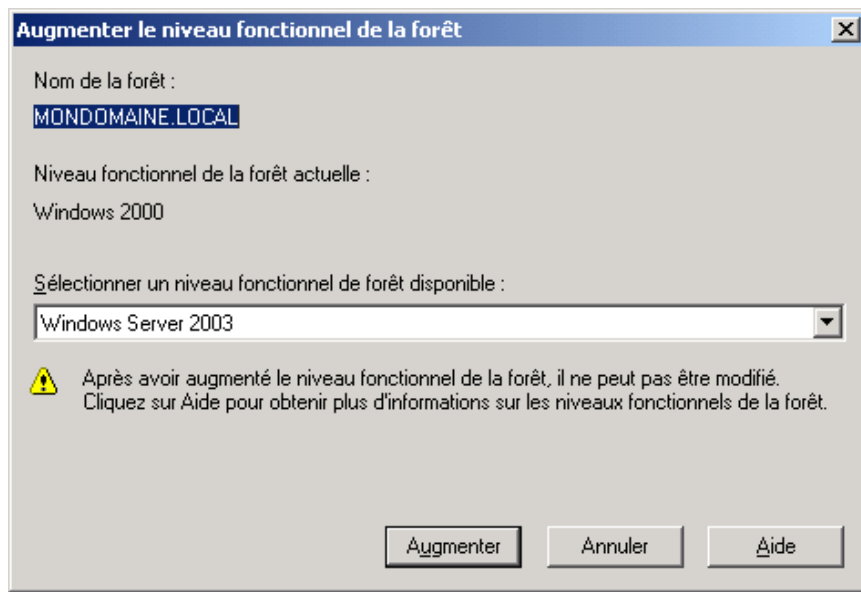 Augmenter le niveau fonctionnel de la forêt
Nom de la forêt :
MONDOMAINE.LOCAL
Niveau fonctionnel de la forêt actuelle :
Windows 2000
Sélectionner un niveau fonctionnel de forêt disponible :
Windows Server 2003
Après avoir augmenté le niveau fonctionnel de la forêt, il ne peut pas être modifié.
Cliquez sur Aide pour obtenir plus d'informations sur les niveaux fonctionnels de la forêt.
Augmenter Annuler Aide